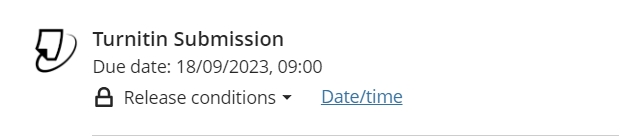 Turnitin Submission
Due date: 18/09/2023, 09:00
Release conditions Date/time